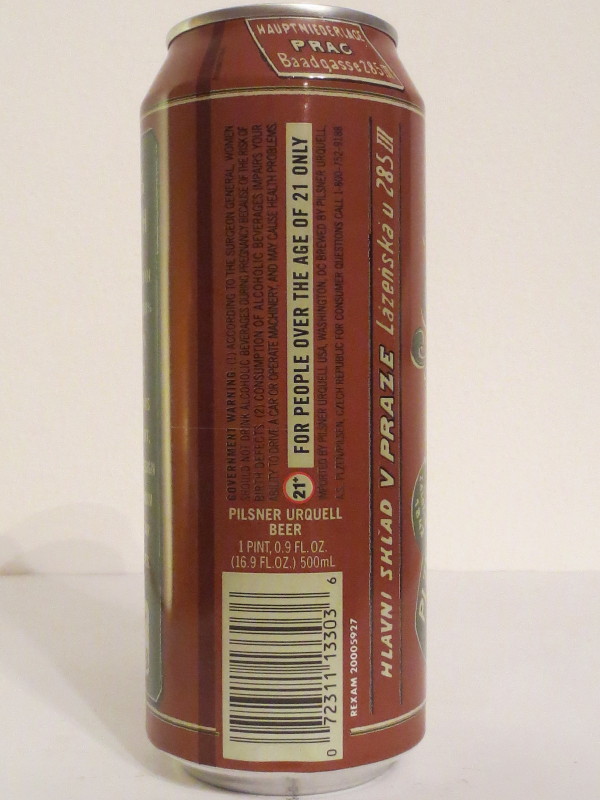 HAUPTNIEDERLAGE
PRAG
Baadgasse 285
GOVERNMENT WARNING: (1) ACCORDING TO THE SURGEON GENERAL, WOMEN
SHOULD NOT DRINK ALCOHOLIC BEVERAGES DURING PREGNANCY BECAUSE OF THE RISK OF
BIRTH DEFECTS. (2) CONSUMPTION OF ALCOHOLIC BEVERAGES IMPAIRS YOUR
ABILITY TO DRIVE A CAR OR OPERATE MACHINERY, AND MAY CAUSE HEALTH PROBLEMS.
21+ FOR PEOPLE OVER THE AGE OF 21 ONLY
IMPORTED BY PILSNER URQUELL USA, WASHINGTON, DC BREWED BY PILSNER URQUELL,
A.S. PLZEN/PILSEN, CZECH REPUBLIC FOR CONSUMER QUESTIONS CALL 1-800-752-8188
HLAVNI SKLAD V PRAZE Lázeňská u 285 III
PILSNER URQUELL
BEER
1 PINT, 0.9 FL. OZ.
(16.9 FL.OZ.) 500mL
0 72311 13303 6
REXAM 20005927